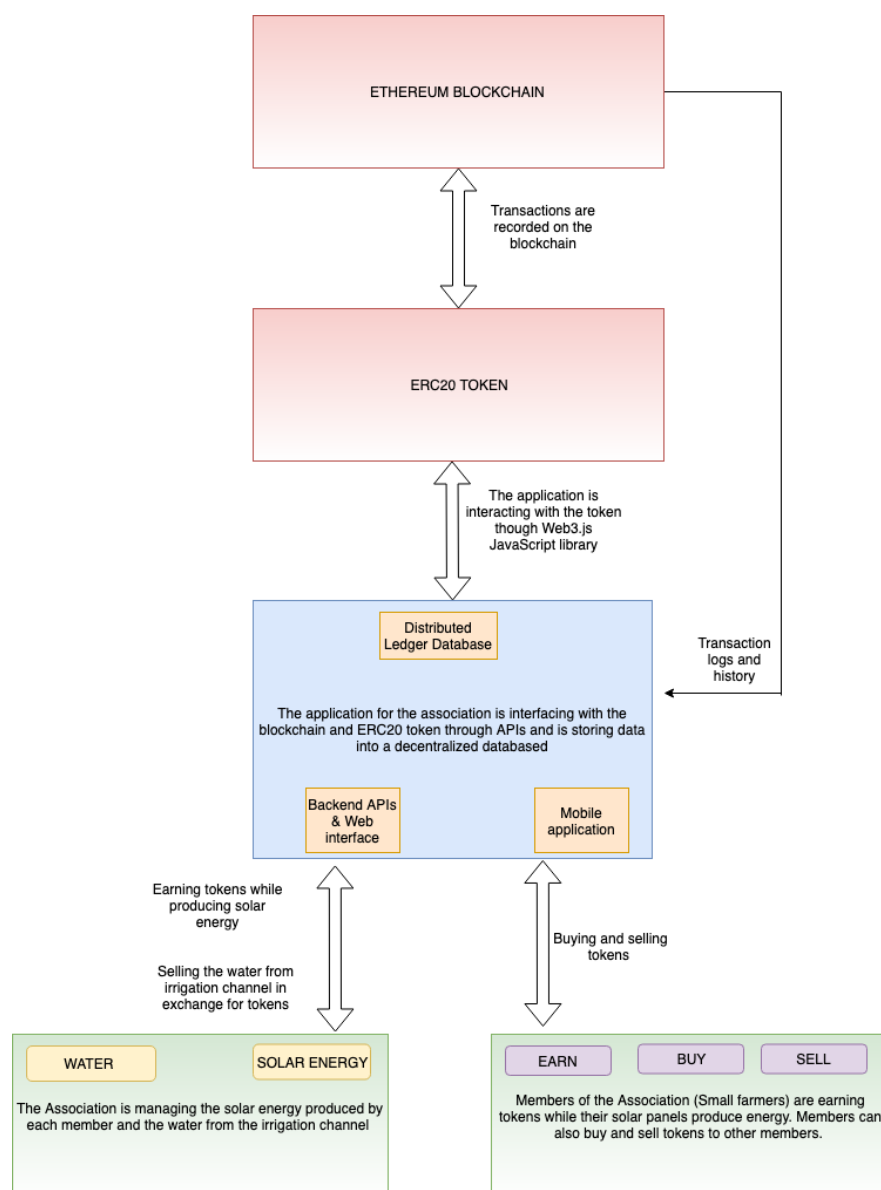 ETHEREUM BLOCKCHAIN
Transactions are
recorded on the
blockchain
ERC20 TOKEN
The application is
interacting with the token
though Web3.js
JavaScript library
Distributed
Ledger Database
Transaction
logs and
history
The application for the association is interfacing with the
blockchain and ERC20 token through APIs and is storing data
into a decentralized databased
Backend APIs
& Web
interface
Mobile
application
Earning tokens while
producing solar
energy
Selling the water from
irrigation channel in
exchange for tokens
Buying and selling
tokens
WATER
SOLAR ENERGY
The Association is managing the solar energy produced by
each member and the water from the irrigation channel
EARN
BUY
SELL
Members of the Association (Small farmers) are earning
tokens while their solar panels produce energy. Members can
also buy and sell tokens to other members.